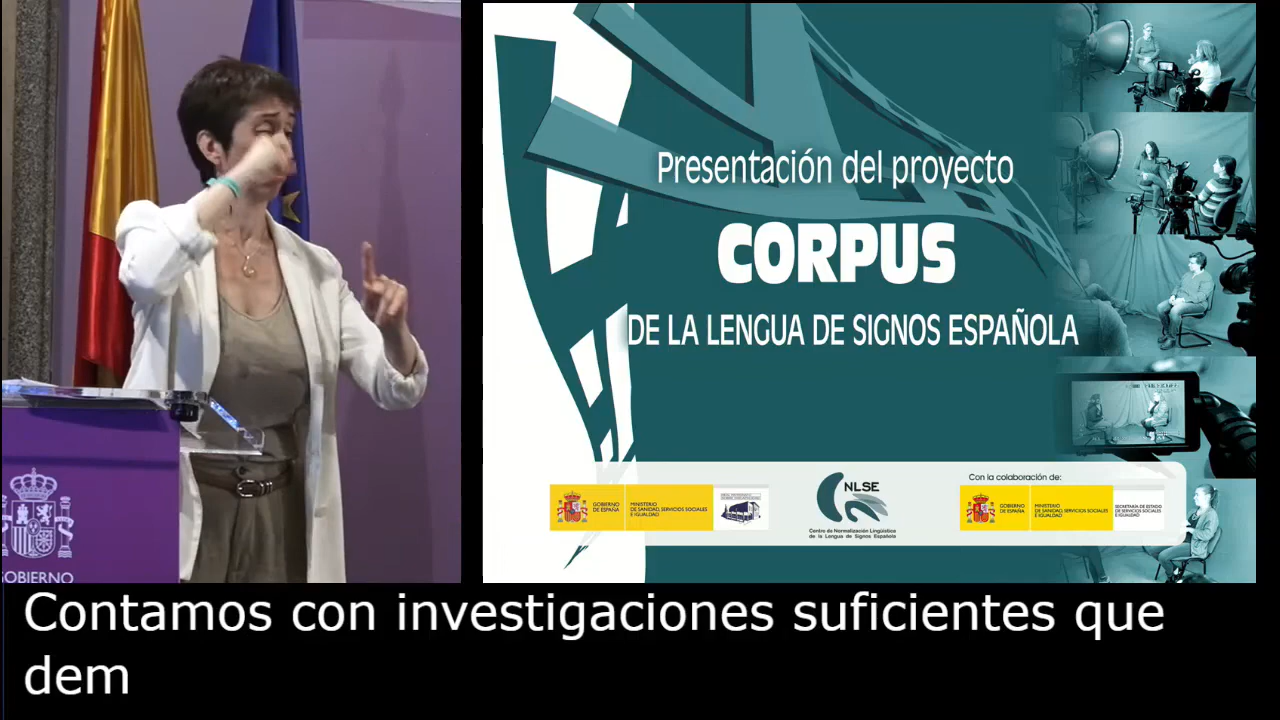 Presentación del proyecto
CORPUS
DE LA LENGUA DE SIGNOS ESPAÑOLA
Con la colaboración de:
GOBIERNO
DE ESPAÑA
MINISTERIO
DE SANIDAD, SERVICIOS SOCIALES
E IGUALDAD
CNLSE
Centro de Normalización Lingüística
de la Lengua de Signos Española
GOBIERNO
DE ESPAÑA
MINISTERIO
DE SANIDAD, SERVICIOS SOCIALES
E IGUALDAD
SECRETARÍA DE ESTADO
DE SERVICIOS SOCIALES
E IGUALDAD
GOBIERNO
Contamos con investigaciones suficientes que
dem